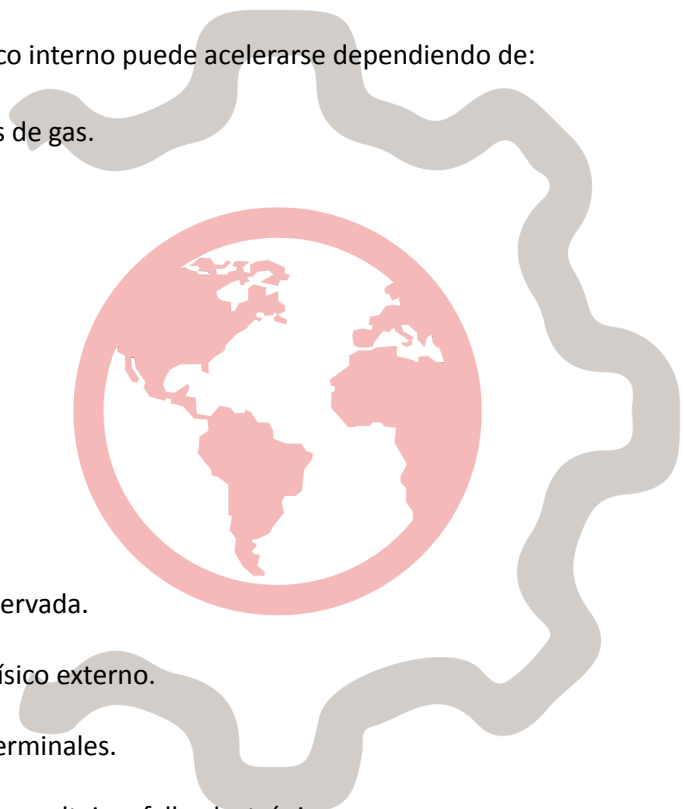 co interno puede acelerarse dependiendo de:
s de gas.
ervada.
ísico externo.
erminales.